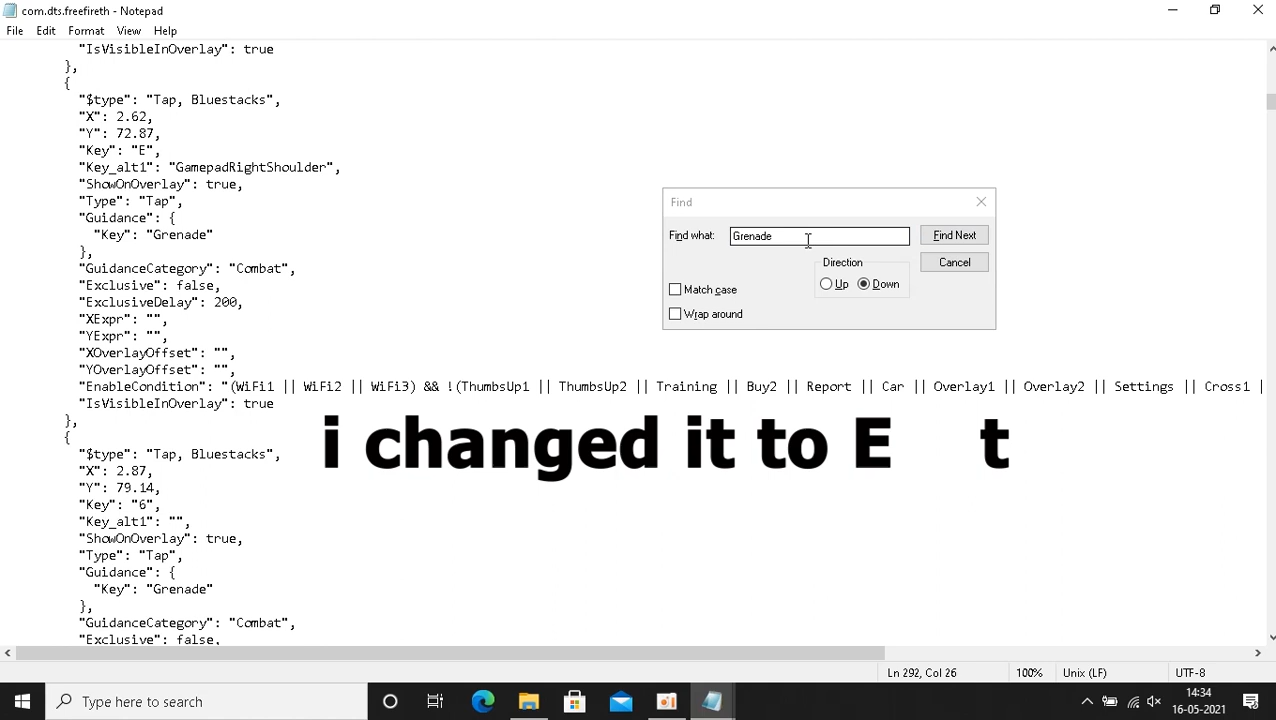 com.dts.freefireth - Notepad
File Edit Format View Help
"IsVisibleInOverlay": true
},
{
"$type": "Tap, Bluestacks",
"X": 2.62,
"Y": 72.87,
"Key": "E",
"Key_alt1": "GamepadRightShoulder",
"ShowOnOverlay": true,
"Type": "Tap",
"Guidance": {
"Key": "Grenade"
},
"GuidanceCategory": "Combat",
"Exclusive": false,
"ExclusiveDelay": 200,
"XExpr": "",
"YExpr": "",
"XOverlayOffset": "",
"YOverlayOffset": "",
"EnableCondition": "(WiFi1 || WiFi2 || WiFi3) && !(ThumbsUp1 || ThumbsUp2 || Training || Buy2 || Report || Car || Overlay1 || Overlay2 || Settings || Cross1 |
"IsVisibleInOverlay": true
},
{
"$type": "Tap, Bluestacks",
"X": 2.87,
"Y": 79.14,
"Key": "6",
"Key_alt1": "",
"ShowOnOverlay": true,
"Type": "Tap",
"Guidance": {
"Key": "Grenade"
},
"GuidanceCategory": "Combat",
"Exclusive": false,
Find
Find what: Grenade Find Next
Direction Cancel
Up Down
Match case
Wrap around
i changed it to E t
Ln 292, Col 26 100% Unix (LF) UTF-8
Type here to search
14:34
16-05-2021